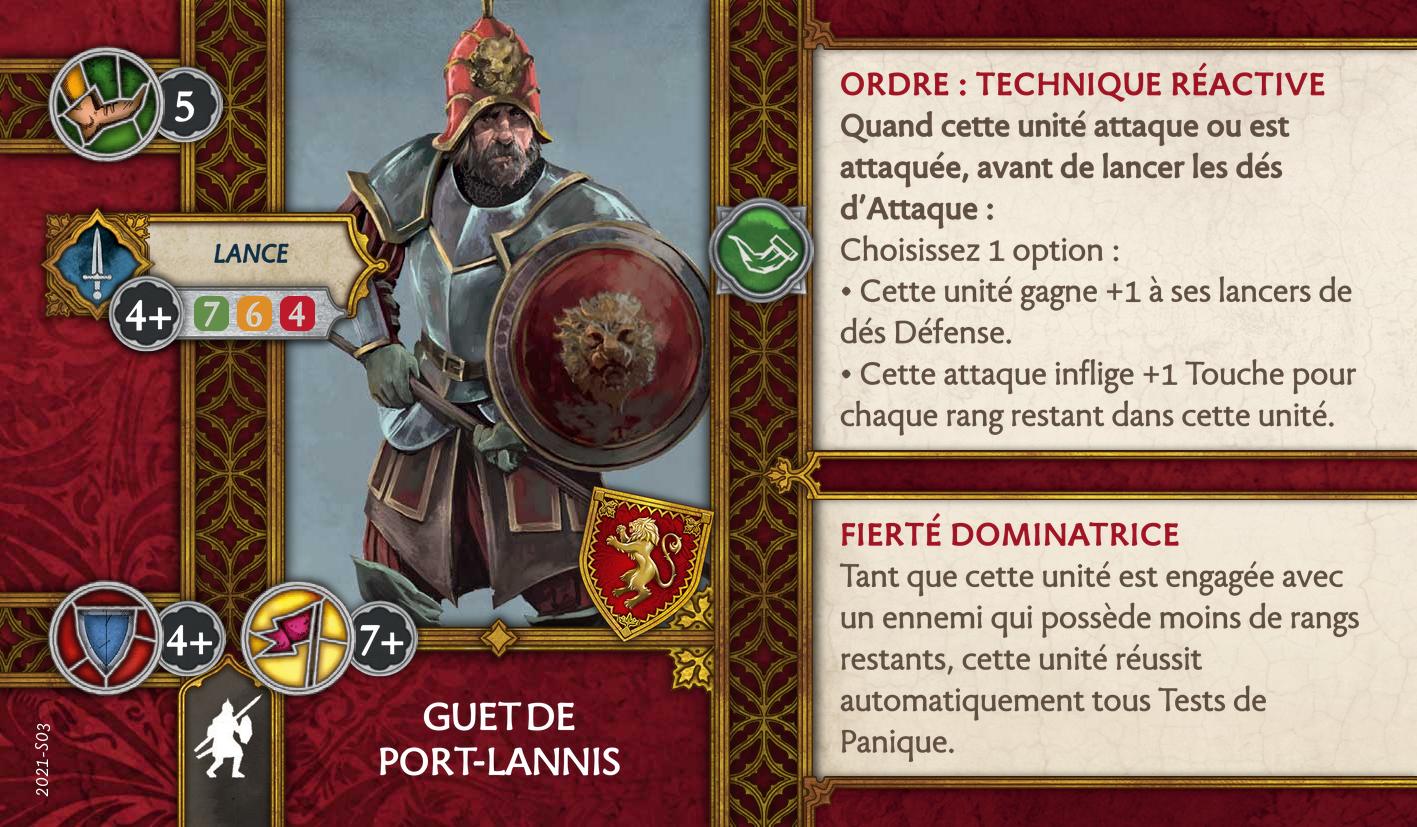 5
LANCE
4+
7 6 4
4+
7+
GUET DE
PORT-LANNIS
2021-S03
ORDRE : TECHNIQUE RÉACTIVE
Quand cette unité attaque ou est
attaquée, avant de lancer les dés
d’Attaque :
Choisissez 1 option :
• Cette unité gagne +1 à ses lancers de
dés Défense.
• Cette attaque inflige +1 Touche pour
chaque rang restant dans cette unité.
FIERTÉ DOMINATRICE
Tant que cette unité est engagée avec
un ennemi qui possède moins de rangs
restants, cette unité réussit
automatiquement tous Tests de
Panique.